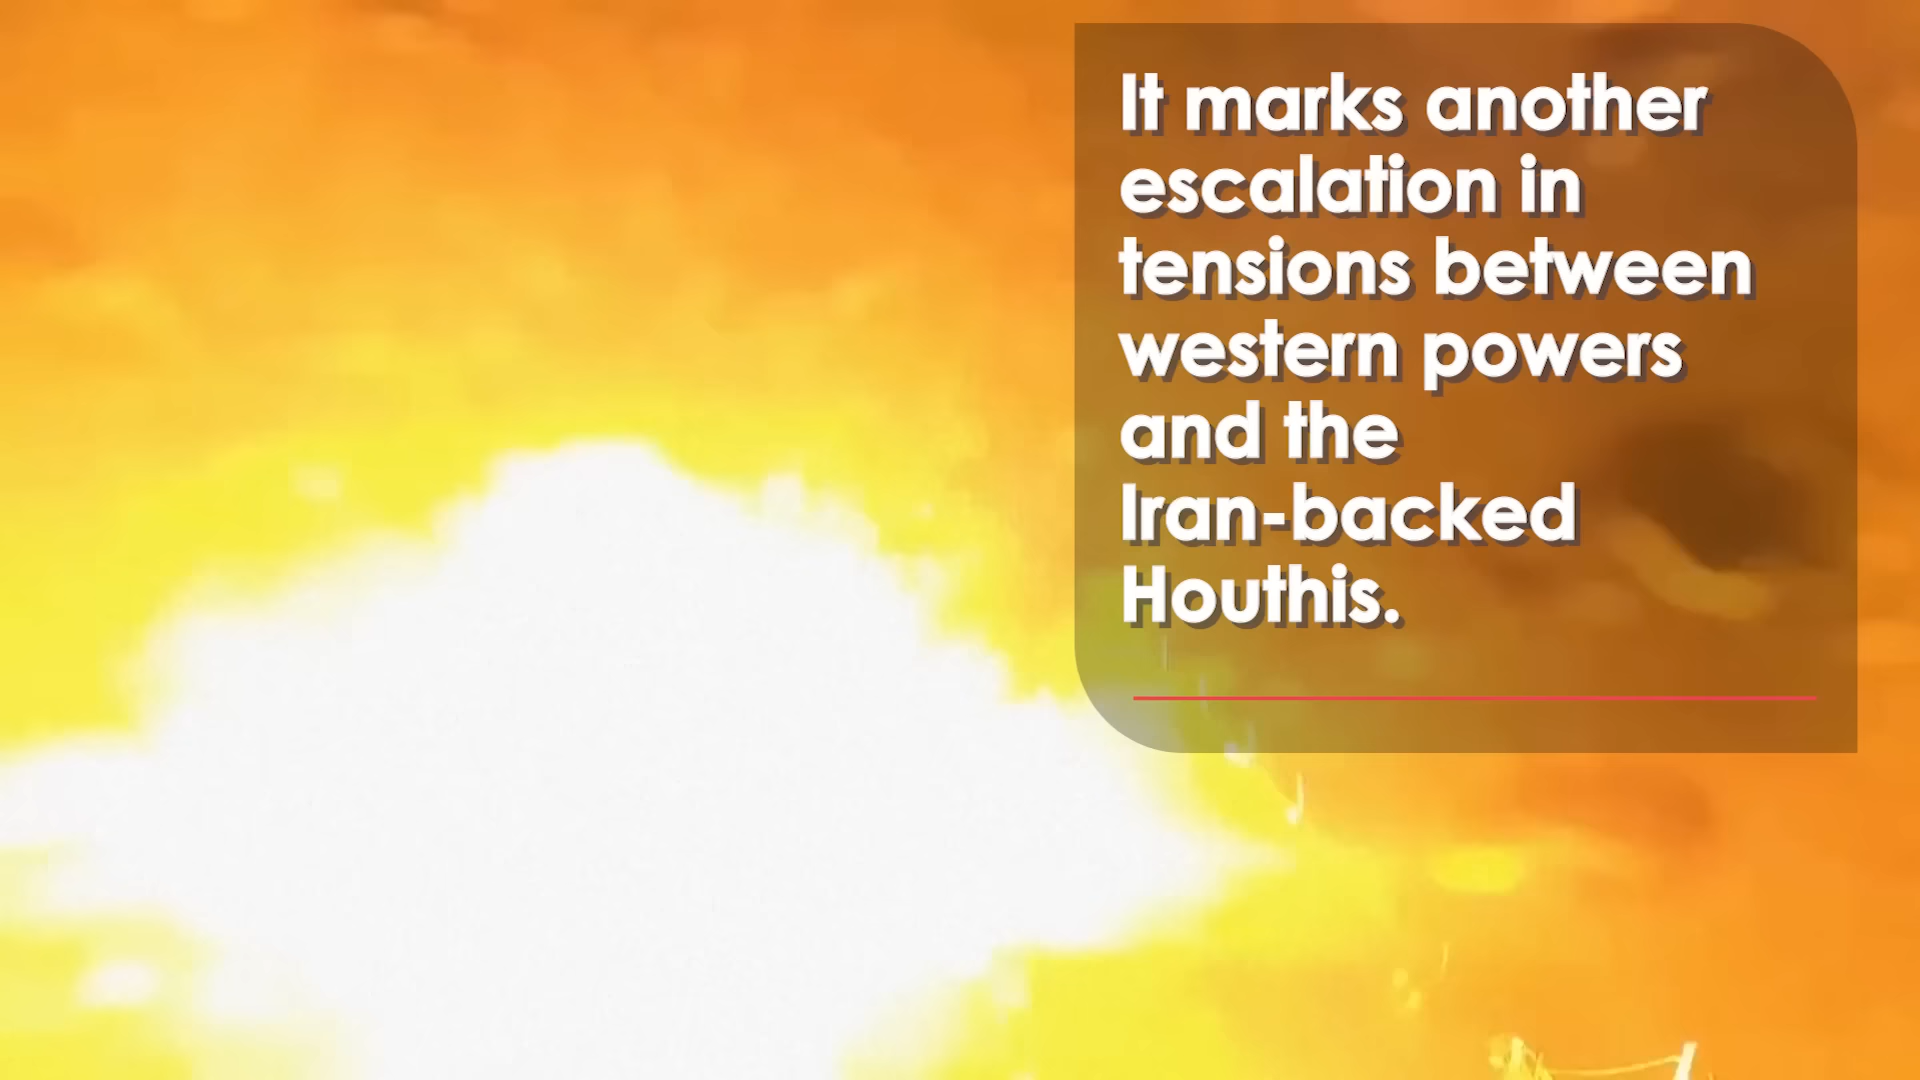 It marks another
escalation in
tensions between
western powers
and the
Iran-backed
Houthis.